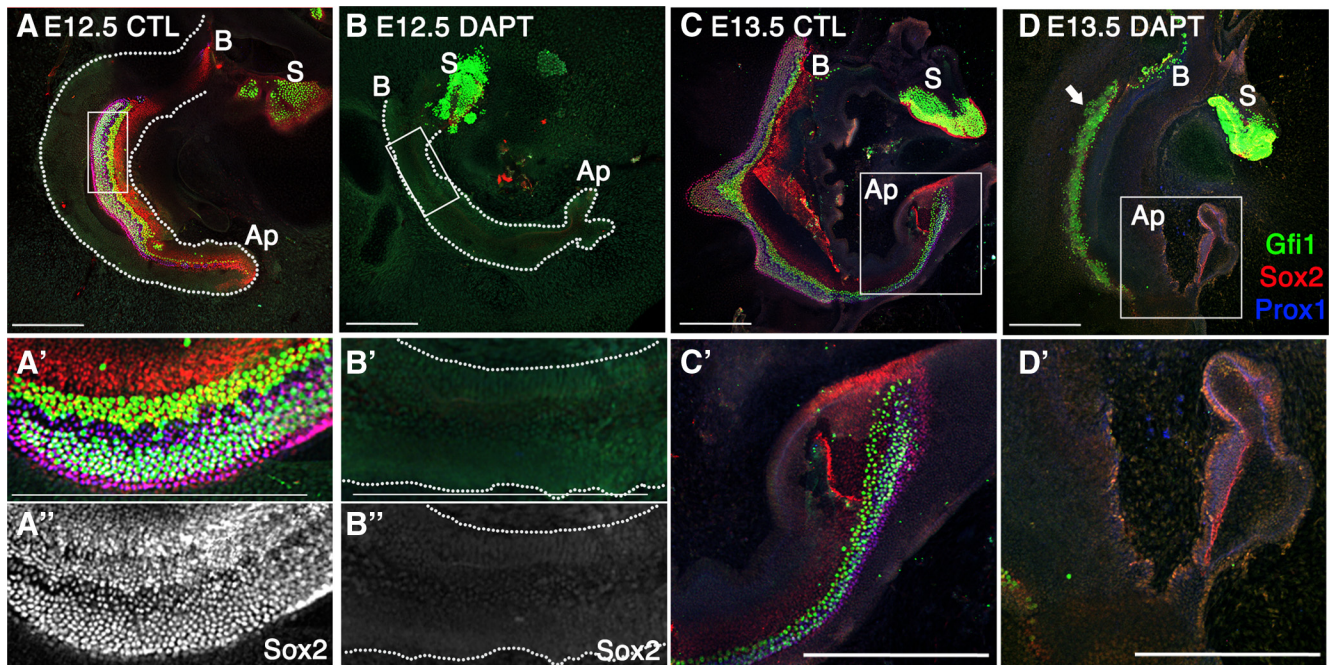 A E12.5 CTL
B
S
Ap
B E12.5 DAPT
B
S
Ap
C E13.5 CTL
B
S
Ap
D E13.5 DAPT
B
S
Ap
Gfi1
Sox2
Prox1
A'
B'
C'
D'
A''
Sox2
B''
Sox2